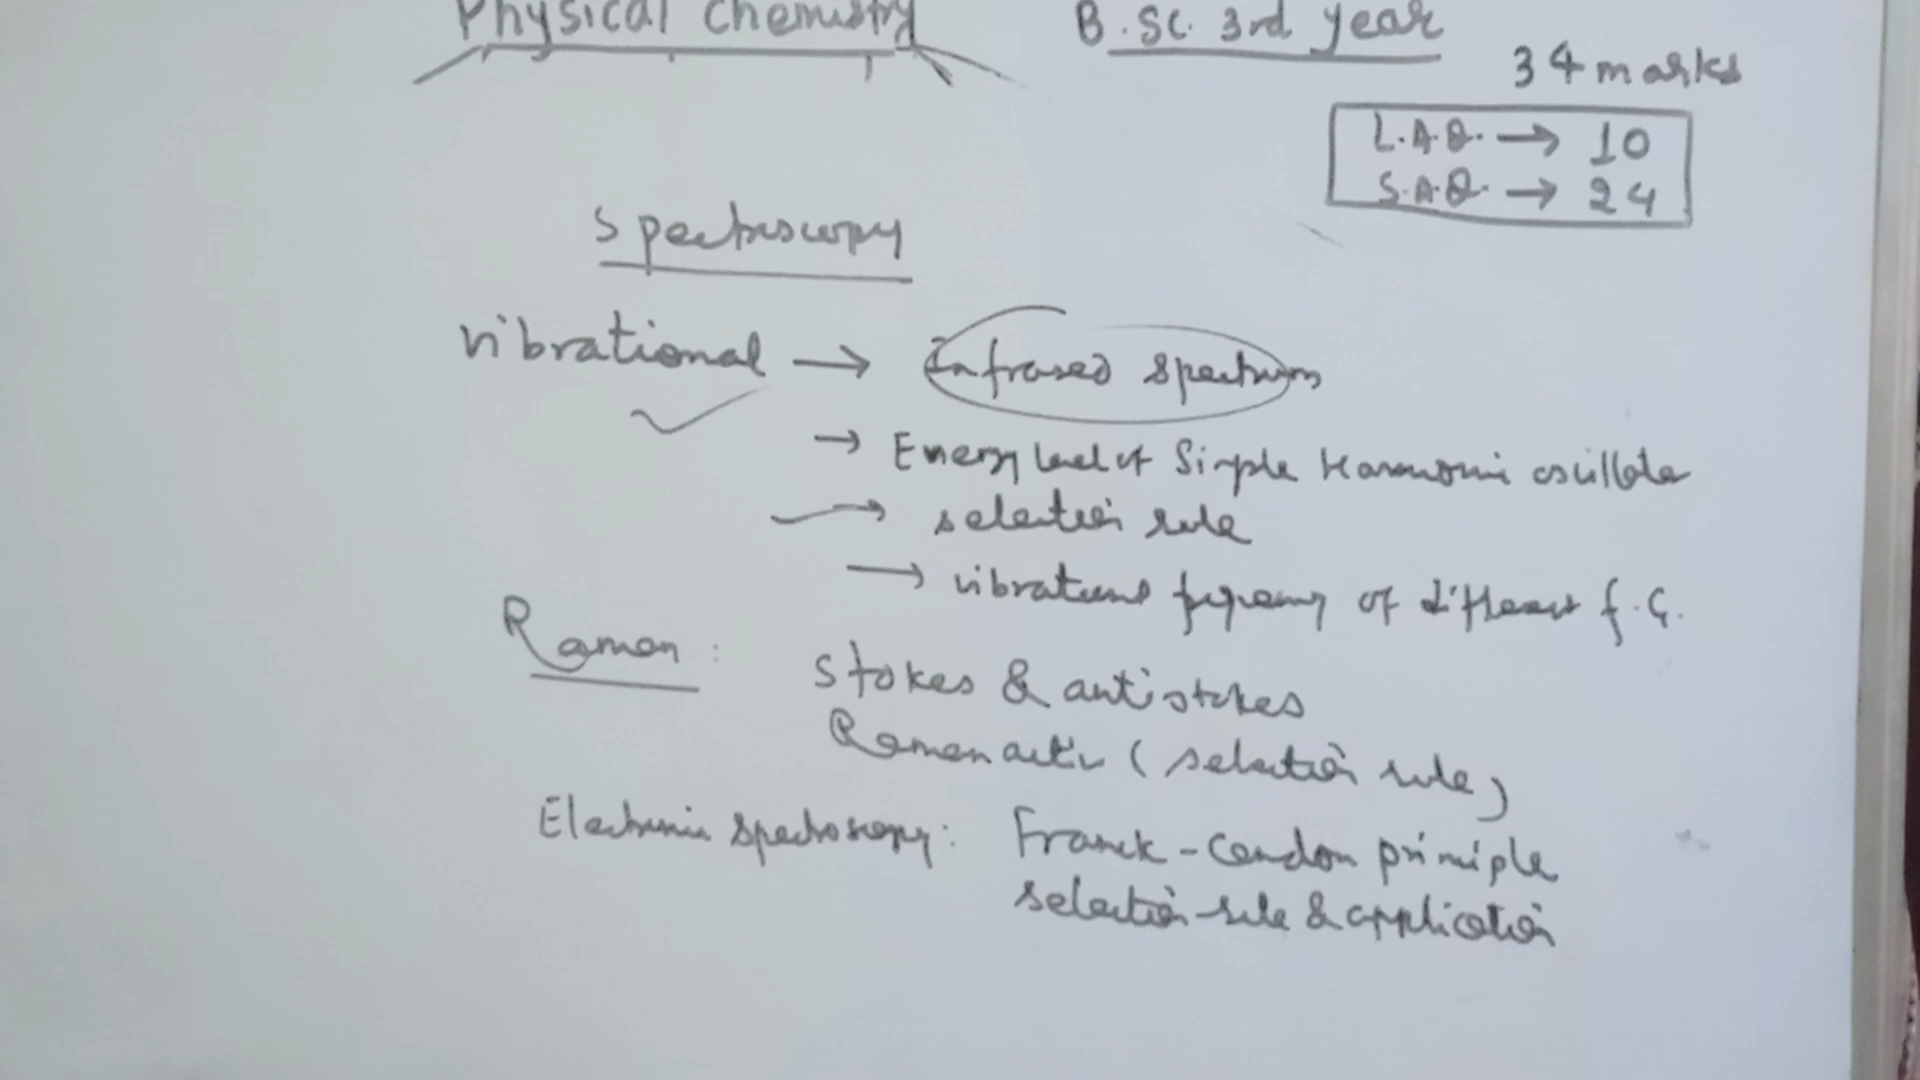 Physical Chemistry B.Sc. 3rd year
34 marks
L.A.Q. → 10
S.A.Q. → 24
Spectroscopy
vibrational → Infrared spectrum
→ Energy level of Simple Harmonic oscillator
→ selection rule
→ vibrational frequency of different f.G.
Raman : Stokes & antistokes
Raman activ (selection rule)
Electronic spectroscopy: Franck-Condon principle
selection rule & application